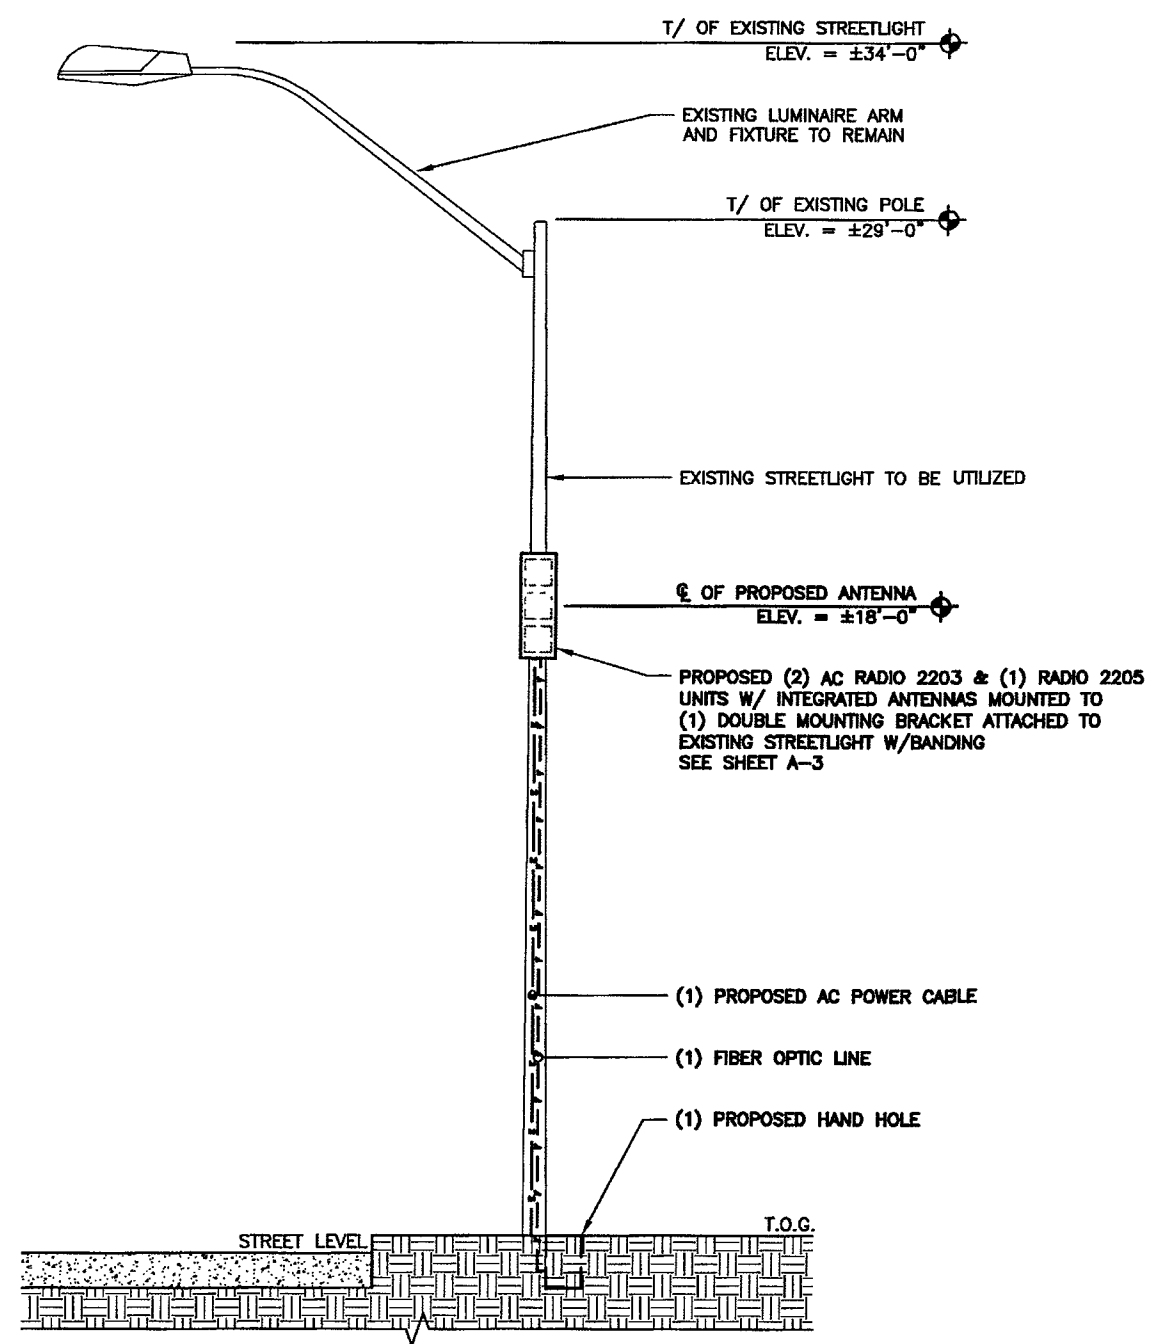 T/ OF EXISTING STREETLIGHT
ELEV. = ±34'-0"
EXISTING LUMINAIRE ARM
AND FIXTURE TO REMAIN
T/ OF EXISTING POLE
ELEV. = ±29'-0"
EXISTING STREETLIGHT TO BE UTILIZED
℄ OF PROPOSED ANTENNA
ELEV. = ±18'-0"
PROPOSED (2) AC RADIO 2203 & (1) RADIO 2205
UNITS W/ INTEGRATED ANTENNAS MOUNTED TO
(1) DOUBLE MOUNTING BRACKET ATTACHED TO
EXISTING STREETLIGHT W/BANDING
SEE SHEET A-3
(1) PROPOSED AC POWER CABLE
(1) FIBER OPTIC LINE
(1) PROPOSED HAND HOLE
T.O.G.
STREET LEVEL